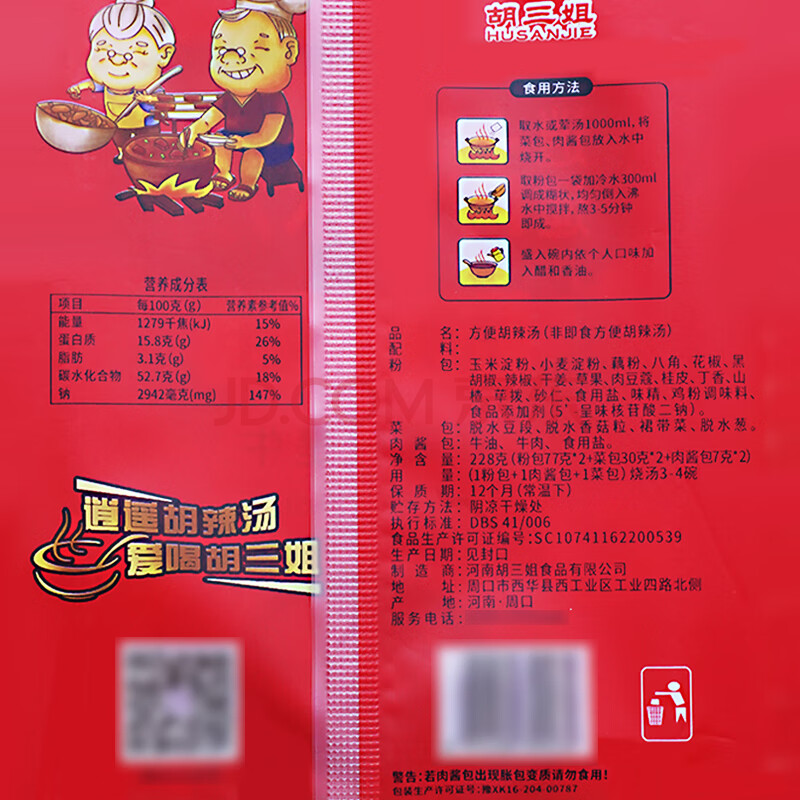 胡三姐
HUSANJIE
食用方法
取水或荤汤1000ml,将
菜包、肉酱包放入水中
烧开。
取粉包一袋加冷水300ml
调成糊状,均匀倒入沸
水中搅拌,熬3-5分钟
即成。
盛入碗内依个人口味加
入醋和香油。
营养成分表
项目 每100克(g) 营养素参考值%
能量 1279千焦(kJ) 15%
蛋白质 15.8克(g) 26%
脂肪 3.1克(g) 5%
碳水化合物 52.7克(g) 18%
钠 2942毫克(mg) 147%
逍遥胡辣汤
爱喝胡三姐
品名:方便胡辣汤(非即食方便胡辣汤)
配料:
粉包:玉米淀粉、小麦淀粉、藕粉、八角、花椒、黑
胡椒、辣椒、干姜、草果、肉豆蔻、桂皮、丁香、山
楂、荜拨、砂仁、食用盐、味精、鸡粉调味料、
食品添加剂(5'-呈味核苷酸二钠)。
菜包:脱水豆段、脱水香菇粒、裙带菜、脱水葱。
肉酱包:牛油、牛肉、食用盐。
净含量:228克(粉包77克*2+菜包30克*2+肉酱包7克*2)
用量:(1粉包+1肉酱包+1菜包)烧汤3-4碗
保质期:12个月(常温下)
贮存方法:阴凉干燥处
执行标准:DBS 41/006
食品生产许可证编号:SC10741162200539
生产日期:见封口
制造商:河南胡三姐食品有限公司
地址:周口市西华县西工业区工业四路北侧
产地:河南·周口
服务电话:
警告:若肉酱包出现胀包变质请勿食用!
包装生产许可证号:豫XK16-204-00787
JD.COM